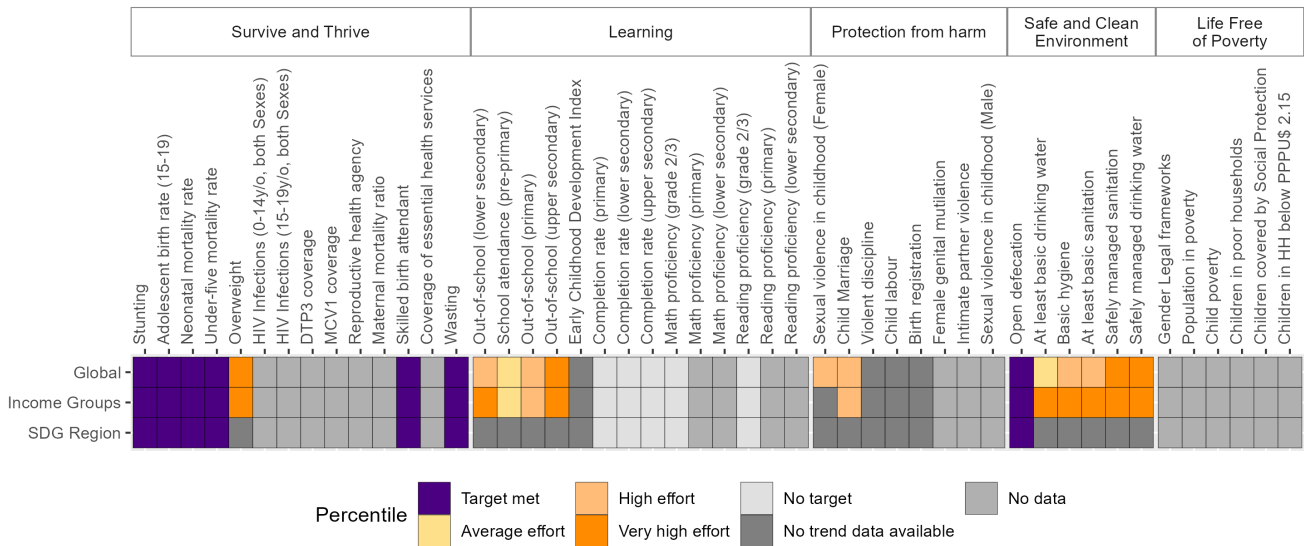 Survive and Thrive
Learning
Protection from harm
Safe and Clean
Environment
Life Free
of Poverty
Stunting
Adolescent birth rate (15-19)
Neonatal mortality rate
Under-five mortality rate
Overweight
HIV Infections (0-14y/o, both Sexes)
HIV Infections (15-19y/o, both Sexes)
DTP3 coverage
MCV1 coverage
Reproductive health agency
Maternal mortality ratio
Skilled birth attendant
Coverage of essential health services
Wasting
Out-of-school (lower secondary)
School atendance (pre-primary)
Out-of-school (primary)
Out-of-school (upper secondary)
Early Childhood Development Index
Completion rate (primary)
Completion rate (lower secondary)
Completion rate (upper secondary)
Math proficiency (grade 2/3)
Math proficiency (primary)
Math proficiency (lower secondary)
Reading proficiency (grade 2/3)
Reading proficiency (primary)
Reading proficiency (lower secondary)
Sexual violence in childhood (Female)
Child Marriage
Violent discipline
Child labour
Birth registration
Female genital mutilation
Intimate partner violence
Sexual violence in childhood (Male)
Open defecation
At least basic drinking water
Basic hygiene
At least basic sanitation
Safely managed sanitation
Safely managed drinking water
Gender Legal frameworks
Population in poverty
Child poverty
Children in poor households
Children covered by Social Protection
Children in HH below PPPU$ 2.15
Global
Income Groups
SDG Region
Percentile
Target met
High effort
No target
No data
Average effort
Very high effort
No trend data available